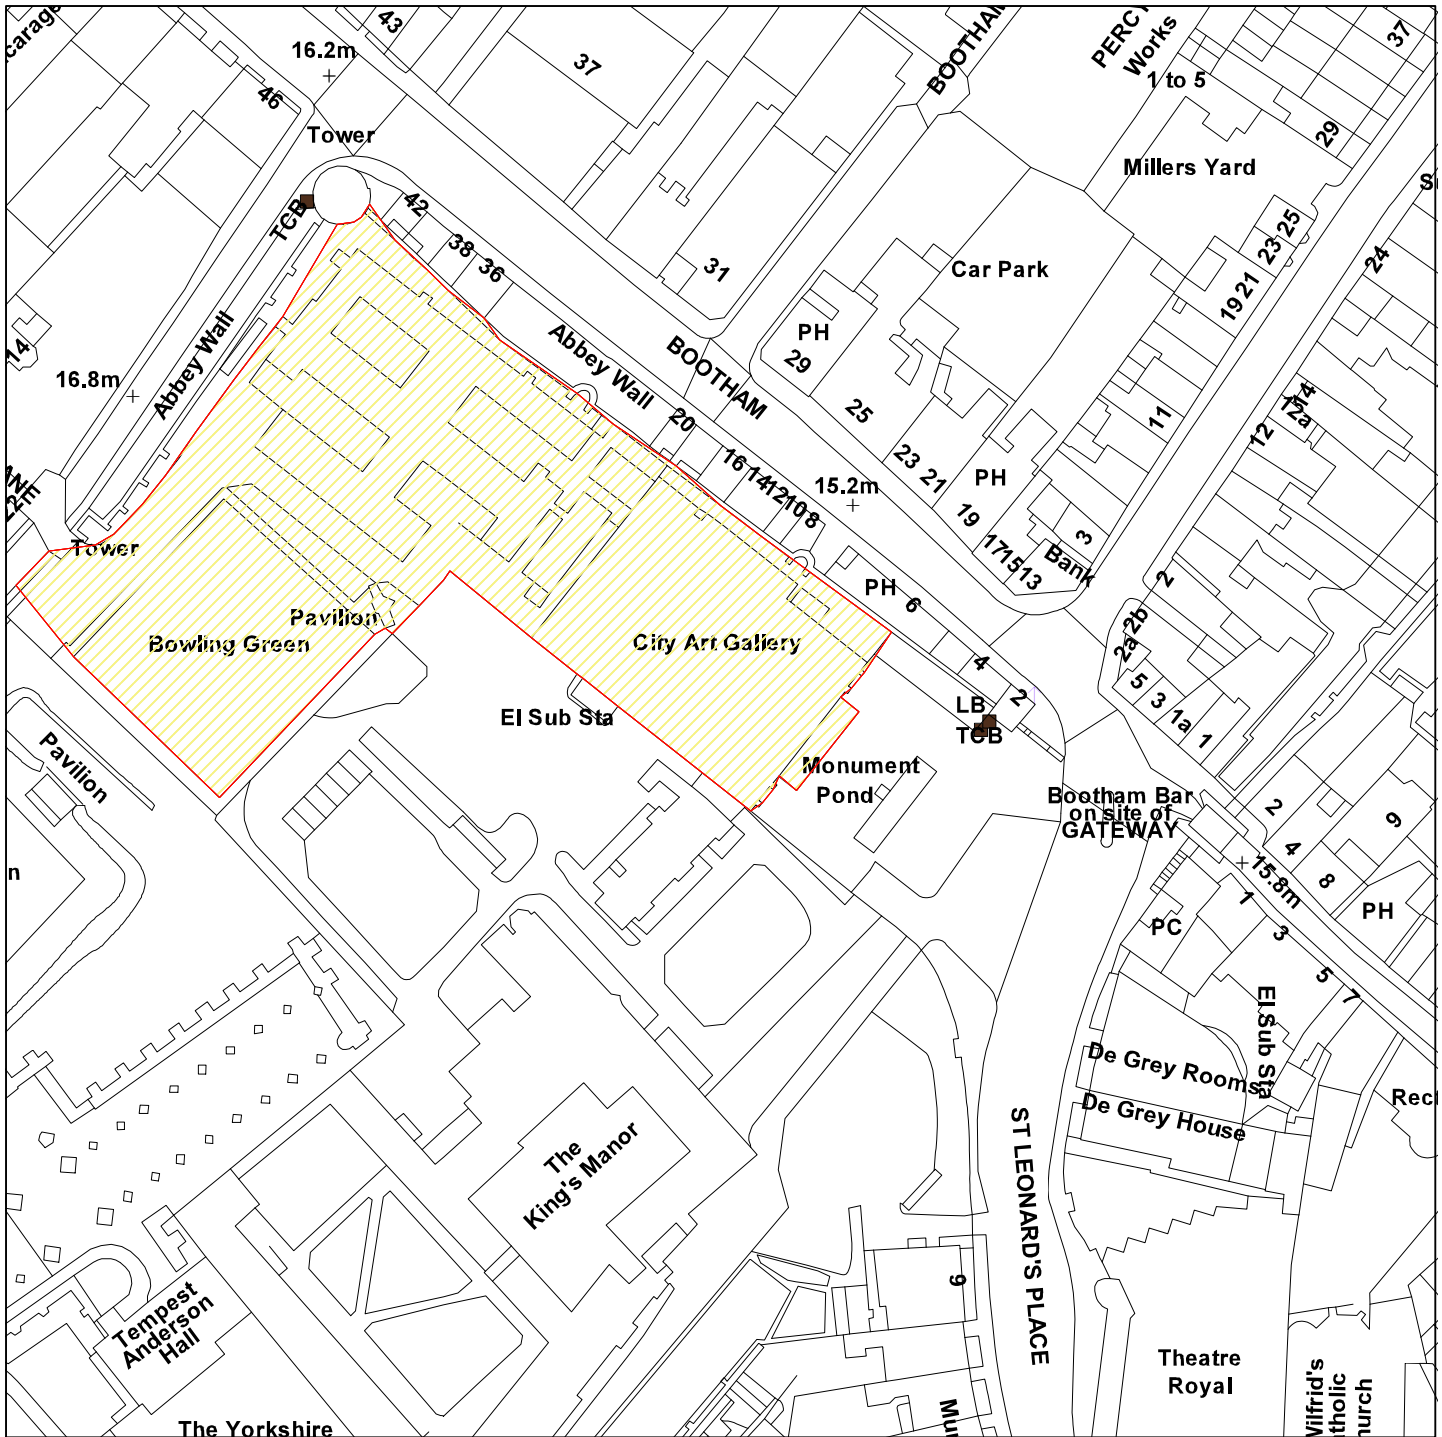 43
16.2m
37
46
Tower
TCB
42
38
36
31
BOOTHAM
Works
1 to 5
37
29
Millers Yard
Car Park
25
23
21
19
24
PH
29
14
16.8m
Abbey Wall
Abbey Wall
BOOTHAM
20
16
14
12
10
8
15.2m
25
23
21
19
PH
17
15
13
Bank
3
11
14
12a
12
2
2b
2a
5
3
1a
1
Tower
Pavilion
Bowling Green
City Art Gallery
PH
6
4
2
LB
TCB
El Sub Sta
Monument
Pond
Pavilion
Bootham Bar
on site of
GATEWAY
2
4
8
9
15.8m
PH
PC
1
3
5
7
El Sub Sta
De Grey Rooms
De Grey House
The
King's Manor
ST LEONARD'S PLACE
9
Tempest
Anderson
Hall
The Yorkshire
Theatre
Royal